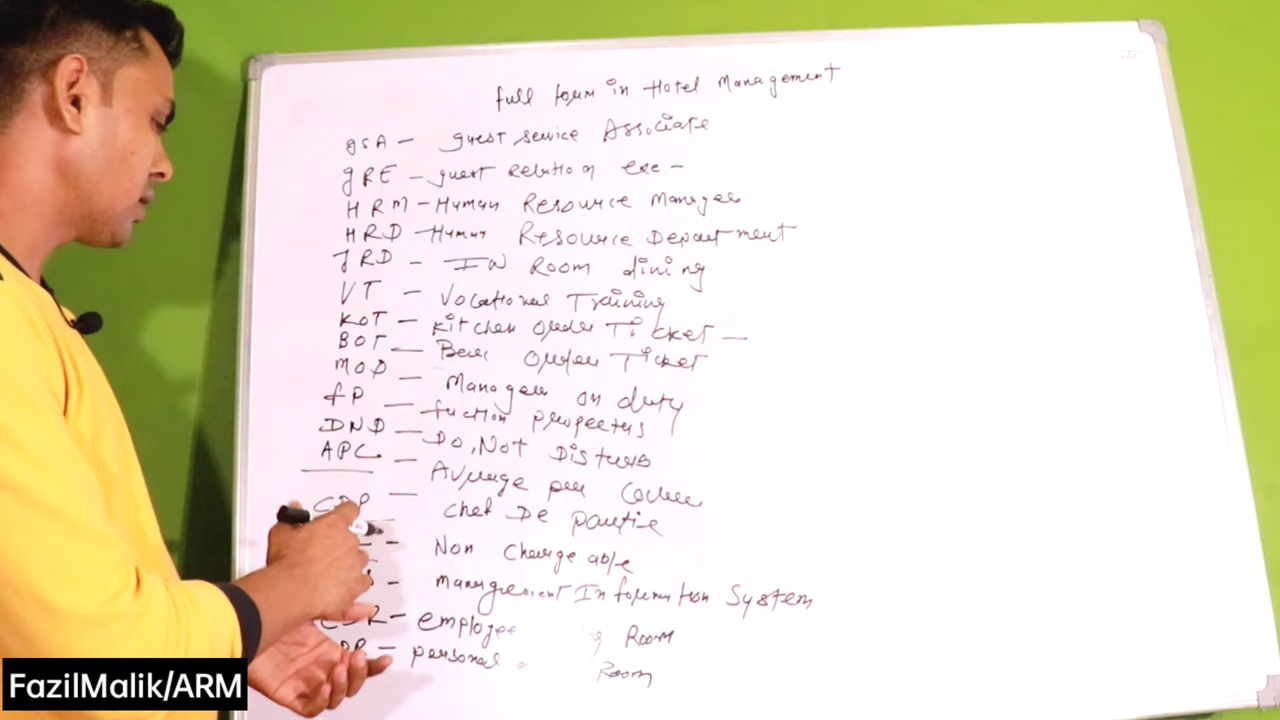 full form in Hotel Management
GSA - guest service Associate
GRE - guest Relation exe -
HRM - Human Resource Manager
HRD - Human Resource Department
IRD - IN Room dining
VT - Vocational Training
KOT - Kitchen order Ticket -
BOT - Ber order Ticket
MOD - Manager on duty
FP - fuction prospectus
DND - Do, Not Disturb
APC - Average per Cover
CDP - Chef De partie
- Non Chargeable
- management Information System
- employee Room
- personal Room
FazilMalik/ARM